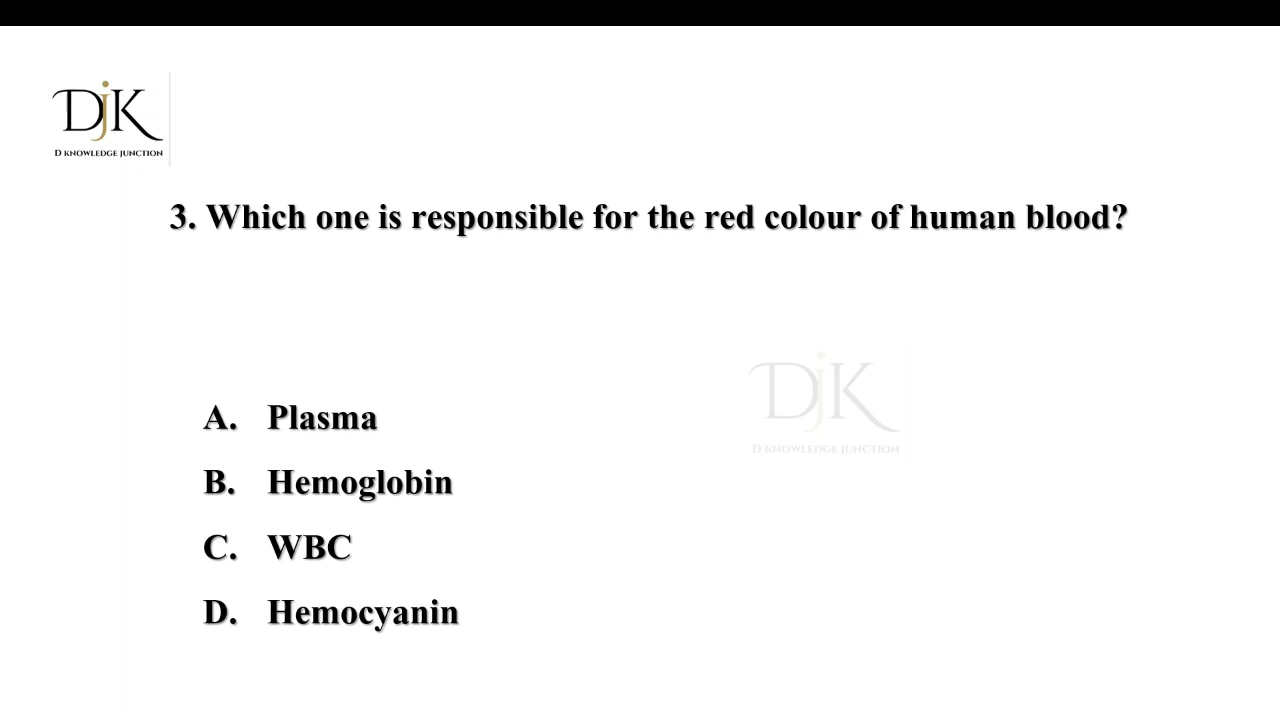 DjK
D KNOWLEDGE JUNCTION
3. Which one is responsible for the red colour of human blood?
A. Plasma
DjK
D KNOWLEDGE JUNCTION
B. Hemoglobin
C. WBC
D. Hemocyanin